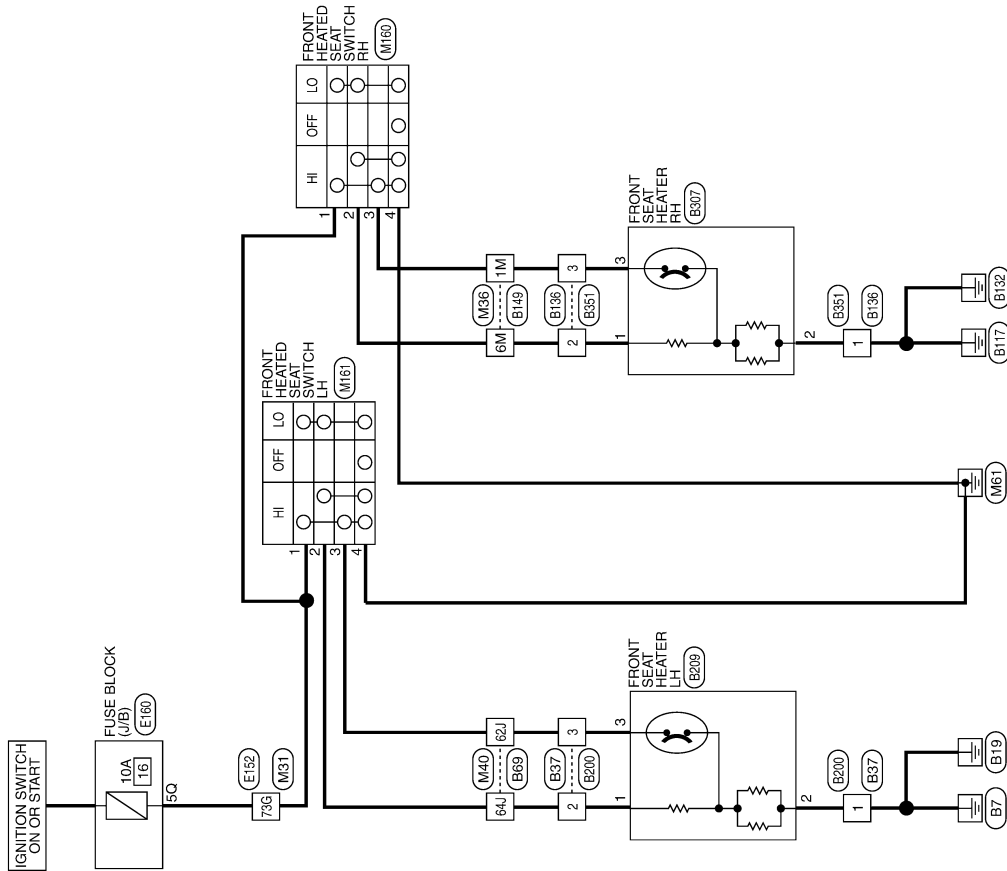 IGNITION SWITCH
ON OR START
FUSE BLOCK
(J/B)
E160
10A
16
5Q
E152
73G
M31
FRONT
HEATED
SEAT
SWITCH
RH
M160
HI
OFF
LO
1
2
3
4
FRONT
HEATED
SEAT
SWITCH
LH
M161
HI
OFF
LO
1
2
3
4
M36
1M
6M
B149
B136
3
2
B351
FRONT
SEAT
HEATER
RH
B307
1
3
2
B351
1
B136
B132
B117
M61
M40
62J
64J
B69
B37
3
2
B200
FRONT
SEAT
HEATER
LH
B209
1
3
2
B200
1
B37
B19
B7